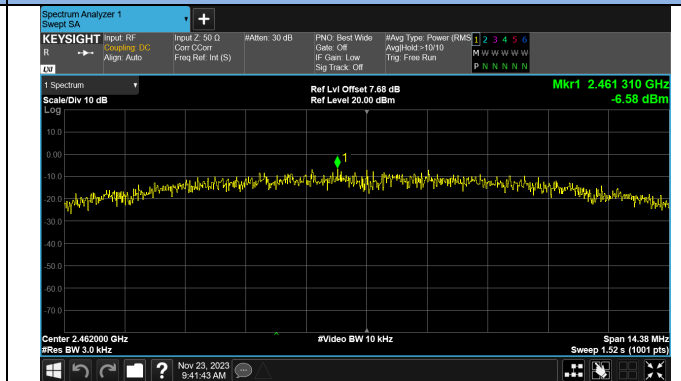 Spectrum Analyzer 1
Swept SA
+
KEYSIGHT Input: RF Input Z: 50 Ω #Atten: 30 dB PNO: Best Wide #Avg Type: Power (RMS 1 2 3 4 5 6
R Coupling: DC Corr CCorr Gate: Off Avg|Hold:>10/10 M W W W W W
Align: Auto Freq Ref: Int (S) IF Gain: Low Trig: Free Run
LXI Sig Track: Off P N N N N N
1 Spectrum
Ref Lvl Offset 7.68 dB Mkr1 2.461 310 GHz
Scale/Div 10 dB Ref Level 20.00 dBm -6.58 dBm
Log
10.0
0.00
1
-10.0
-20.0
-30.0
-40.0
-50.0
-60.0
-70.0
Center 2.462000 GHz #Video BW 10 kHz Span 14.38 MHz
#Res BW 3.0 kHz Sweep 1.52 s (1001 pts)
? Nov 23, 2023
9:41:43 AM